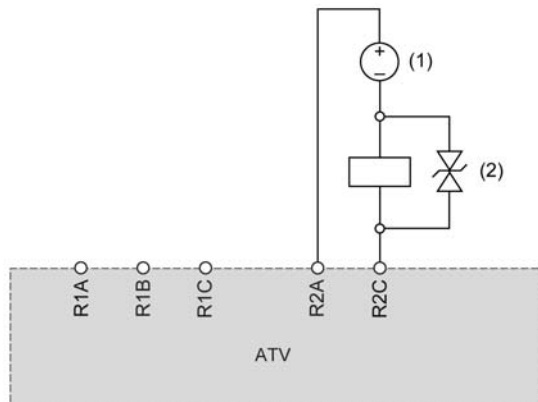 +
(1)
−
(2)
R1A
R1B
R1C
R2A
R2C
ATV